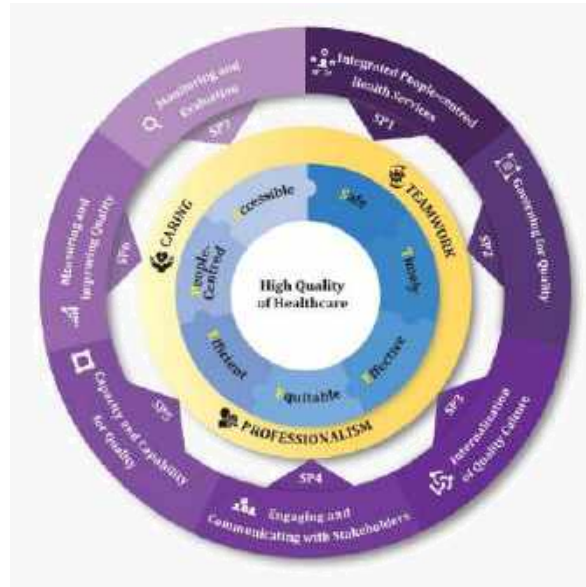 Integrated People-centred
Health Services
SP1
Governing for Quality
SP2
Internalization
of Quality Culture
SP3
Engaging and
Communicating with Stakeholders
SP4
Capacity and Capability
for Quality
SP5
Measuring and
Improving Quality
SP6
Monitoring and
Evaluation
SP7
CARING
TEAMWORK
PROFESSIONALISM
Safe
Timely
Effective
Equitable
Efficient
People-
Centred
Accessible
High Quality
of Healthcare